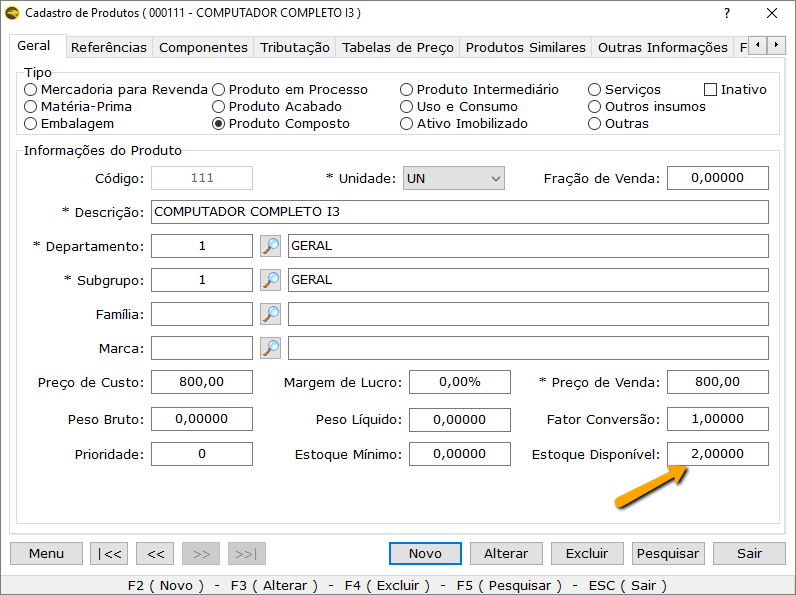 Cadastro de Produtos ( 000111 - COMPUTADOR COMPLETO I3 ) ?
Geral Referências Componentes Tributação Tabelas de Preço Produtos Similares Outras Informações F
Tipo
Mercadoria para Revenda Produto em Processo Produto Intermediário Serviços Inativo
Matéria-Prima Produto Acabado Uso e Consumo Outros insumos
Embalagem Produto Composto Ativo Imobilizado Outras
Informações do Produto
Código: 111 * Unidade: UN Fração de Venda: 0,00000
* Descrição: COMPUTADOR COMPLETO I3
* Departamento: 1 GERAL
* Subgrupo: 1 GERAL
Família:
Marca:
Preço de Custo: 800,00 Margem de Lucro: 0,00% * Preço de Venda: 800,00
Peso Bruto: 0,00000 Peso Líquido: 0,00000 Fator Conversão: 1,00000
Prioridade: 0 Estoque Mínimo: 0,00000 Estoque Disponível: 2,00000
Menu |<< << >> >>| Novo Alterar Excluir Pesquisar Sair
F2 ( Novo ) - F3 ( Alterar ) - F4 ( Excluir ) - F5 ( Pesquisar ) - ESC ( Sair )